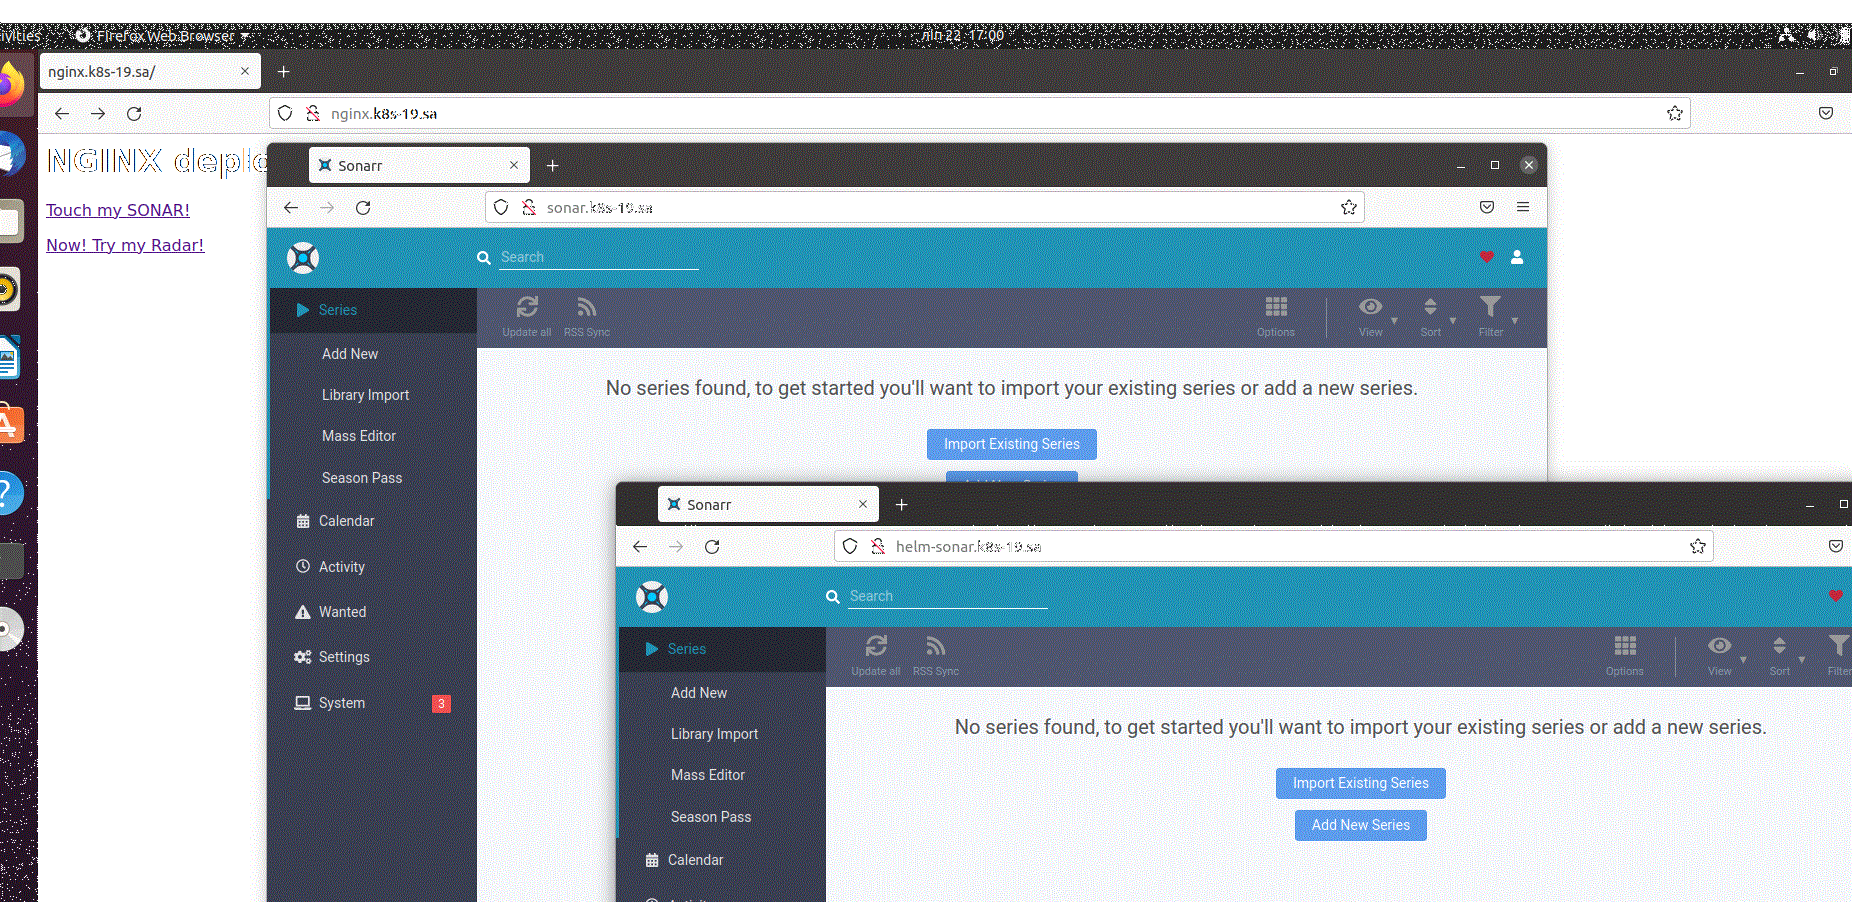 ivities Firefox Web Browser 22 17:00
nginx.k8s-19.sa/
nginx.k8s-19.sa
NGINX deplo
Touch my SONAR!
Now! Try my Radar!
Sonarr
sonar.k8s-19.sa
Search
Series
Update all RSS Sync Options View Sort Filter
Add New
Library Import
Mass Editor
Season Pass
Calendar
Activity
Wanted
Settings
System 3
No series found, to get started you'll want to import your existing series or add a new series.
Import Existing Series
Sonarr
helm-sonar.k8s-19.sa
Search
Series
Update all RSS Sync Options View Sort Filter
Add New
Library Import
Mass Editor
Season Pass
Calendar
No series found, to get started you'll want to import your existing series or add a new series.
Import Existing Series
Add New Series